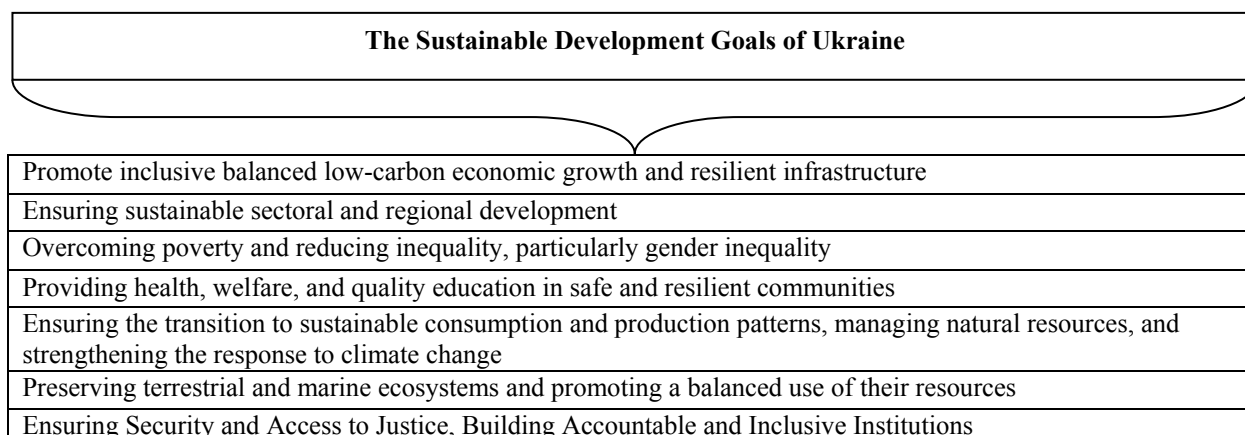 The Sustainable Development Goals of Ukraine
Promote inclusive balanced low-carbon economic growth and resilient infrastructure
Ensuring sustainable sectoral and regional development
Overcoming poverty and reducing inequality, particularly gender inequality
Providing health, welfare, and quality education in safe and resilient communities
Ensuring the transition to sustainable consumption and production patterns, managing natural resources, and
strengthening the response to climate change
Preserving terrestrial and marine ecosystems and promoting a balanced use of their resources
Ensuring Security and Access to Justice, Building Accountable and Inclusive Institutions